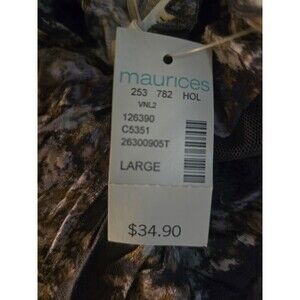 maurices
253 782 HOL
VNL2
126390
C5351
26300905T
LARGE
$34.90